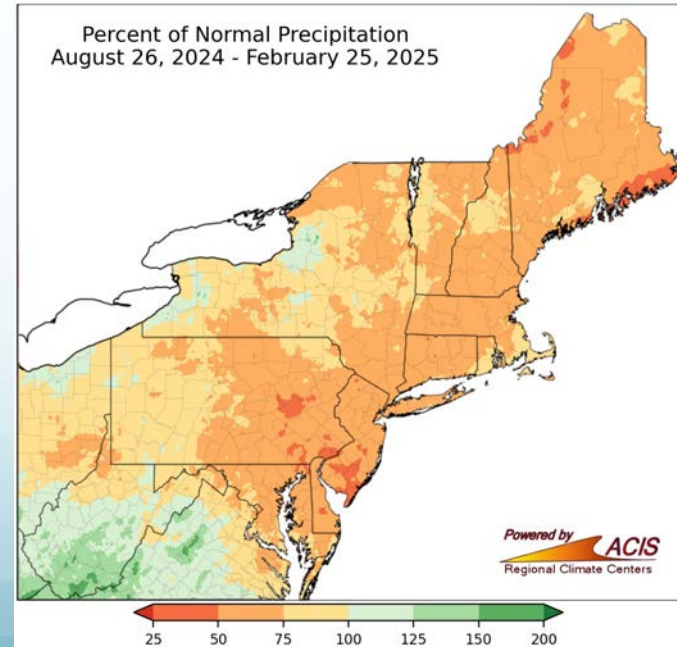 Percent of Normal Precipitation
August 26, 2024 - February 25, 2025
Powered by
ACIS
Regional Climate Centers
25 50 75 100 125 150 200